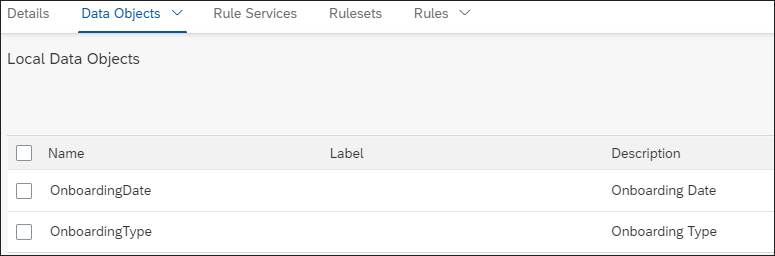 Details Data Objects Rule Services Rulesets Rules
Local Data Objects
Name Label Description
OnboardingDate Onboarding Date
OnboardingType Onboarding Type